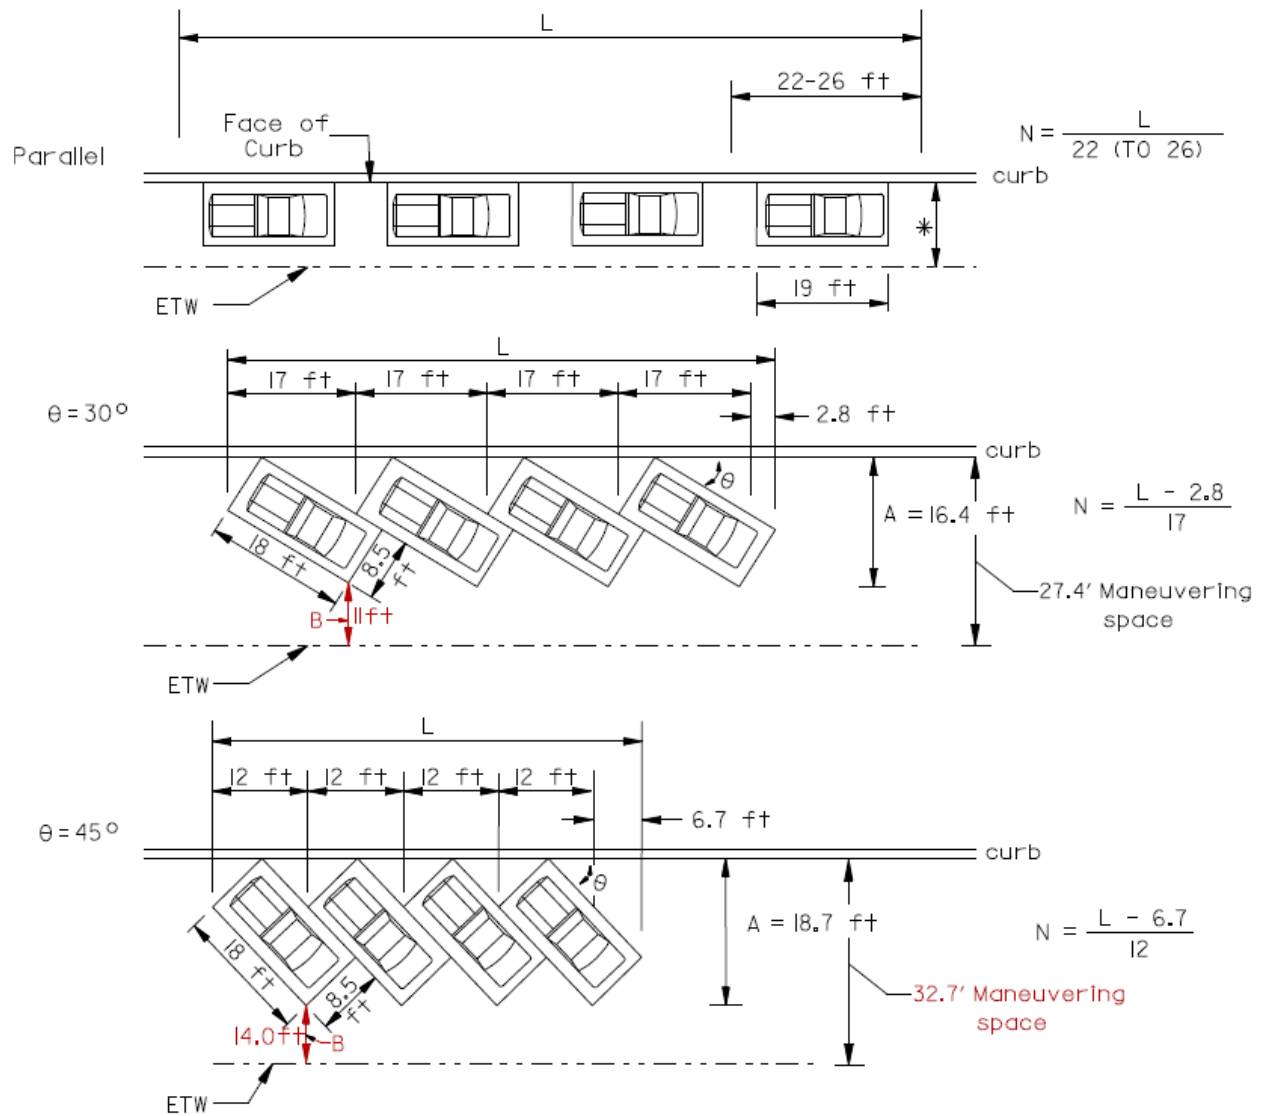 L
22-26 ft
Face of
Curb
N = L
22 (TO 26)
Parallel
curb
*
ETW
19 ft
L
17 ft 17 ft 17 ft 17 ft
θ = 30°
2.8 ft
curb
θ
A = 16.4 ft
N = L - 2.8
17
18 ft
8.5
ft
B
11ft
27.4' Maneuvering
space
ETW
L
12 ft 12 ft 12 ft 12 ft
6.7 ft
θ = 45°
curb
θ
A = 18.7 ft
N = L - 6.7
12
18 ft
8.5
ft
14.0ft
B
32.7' Maneuvering
space
ETW